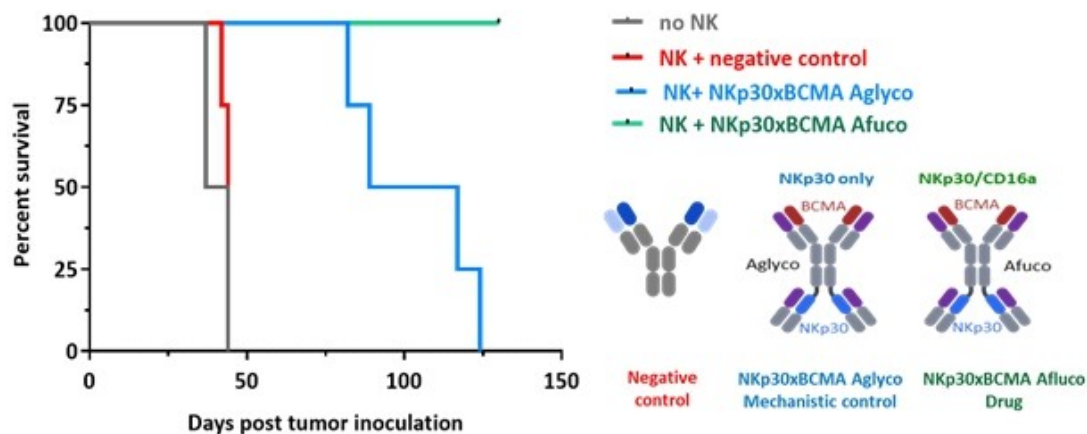 100
75
50
25
0
Percent survival
0 50 100 150
Days post tumor inoculation
no NK
NK + negative control
NK+ NKp30xBCMA Aglyco
NK + NKp30xBCMA Afuco
NKp30 only
NKp30/CD16a
BCMA
BCMA
Aglyco
Afuco
NKp30
NKp30
Negative
control
NKp30xBCMA Aglyco
Mechanistic control
NKp30xBCMA Afluco
Drug